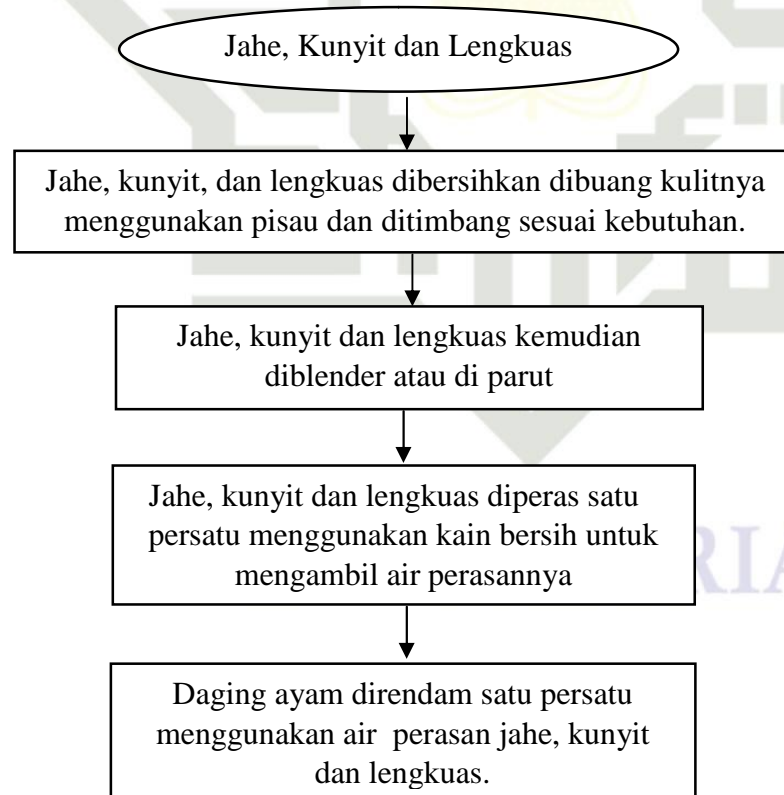 Jahe, Kunyit dan Lengkuas
Jahe, kunyit, dan lengkuas dibersihkan dibuang kulitnya
menggunakan pisau dan ditimbang sesuai kebutuhan.
Jahe, kunyit dan lengkuas kemudian
diblender atau di parut
Jahe, kunyit dan lengkuas diperas satu
persatu menggunakan kain bersih untuk
mengambil air perasannya
RIA
Daging ayam direndam satu persatu
menggunakan air perasan jahe, kunyit
dan lengkuas.